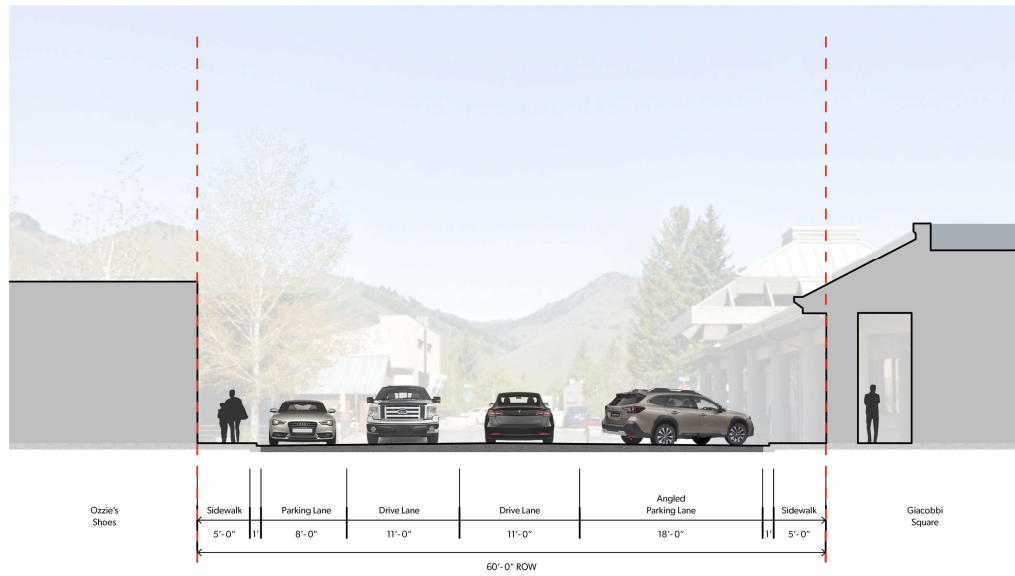 Ozzie's
Shoes
Sidewalk
Parking Lane
Drive Lane
Drive Lane
Angled
Parking Lane
Sidewalk
Giacobbi
Square
5'- 0"
1'
8'- 0"
11'- 0"
11'- 0"
18'- 0"
1'
5'- 0"
60'- 0" ROW